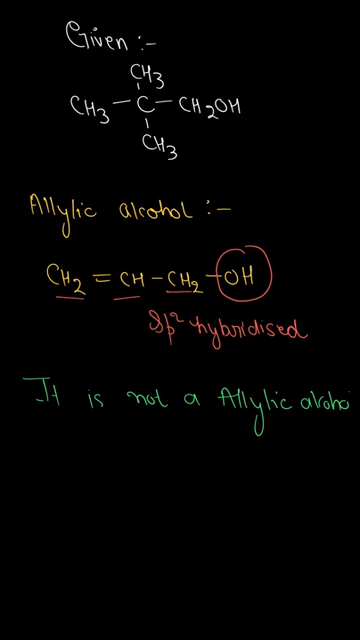 Given :-
CH3
CH3 - C - CH2OH
CH3
Allylic alcohol :-
CH2 = CH - CH2 - OH
Sp2 hybridised
It is not a Allylic alcoho